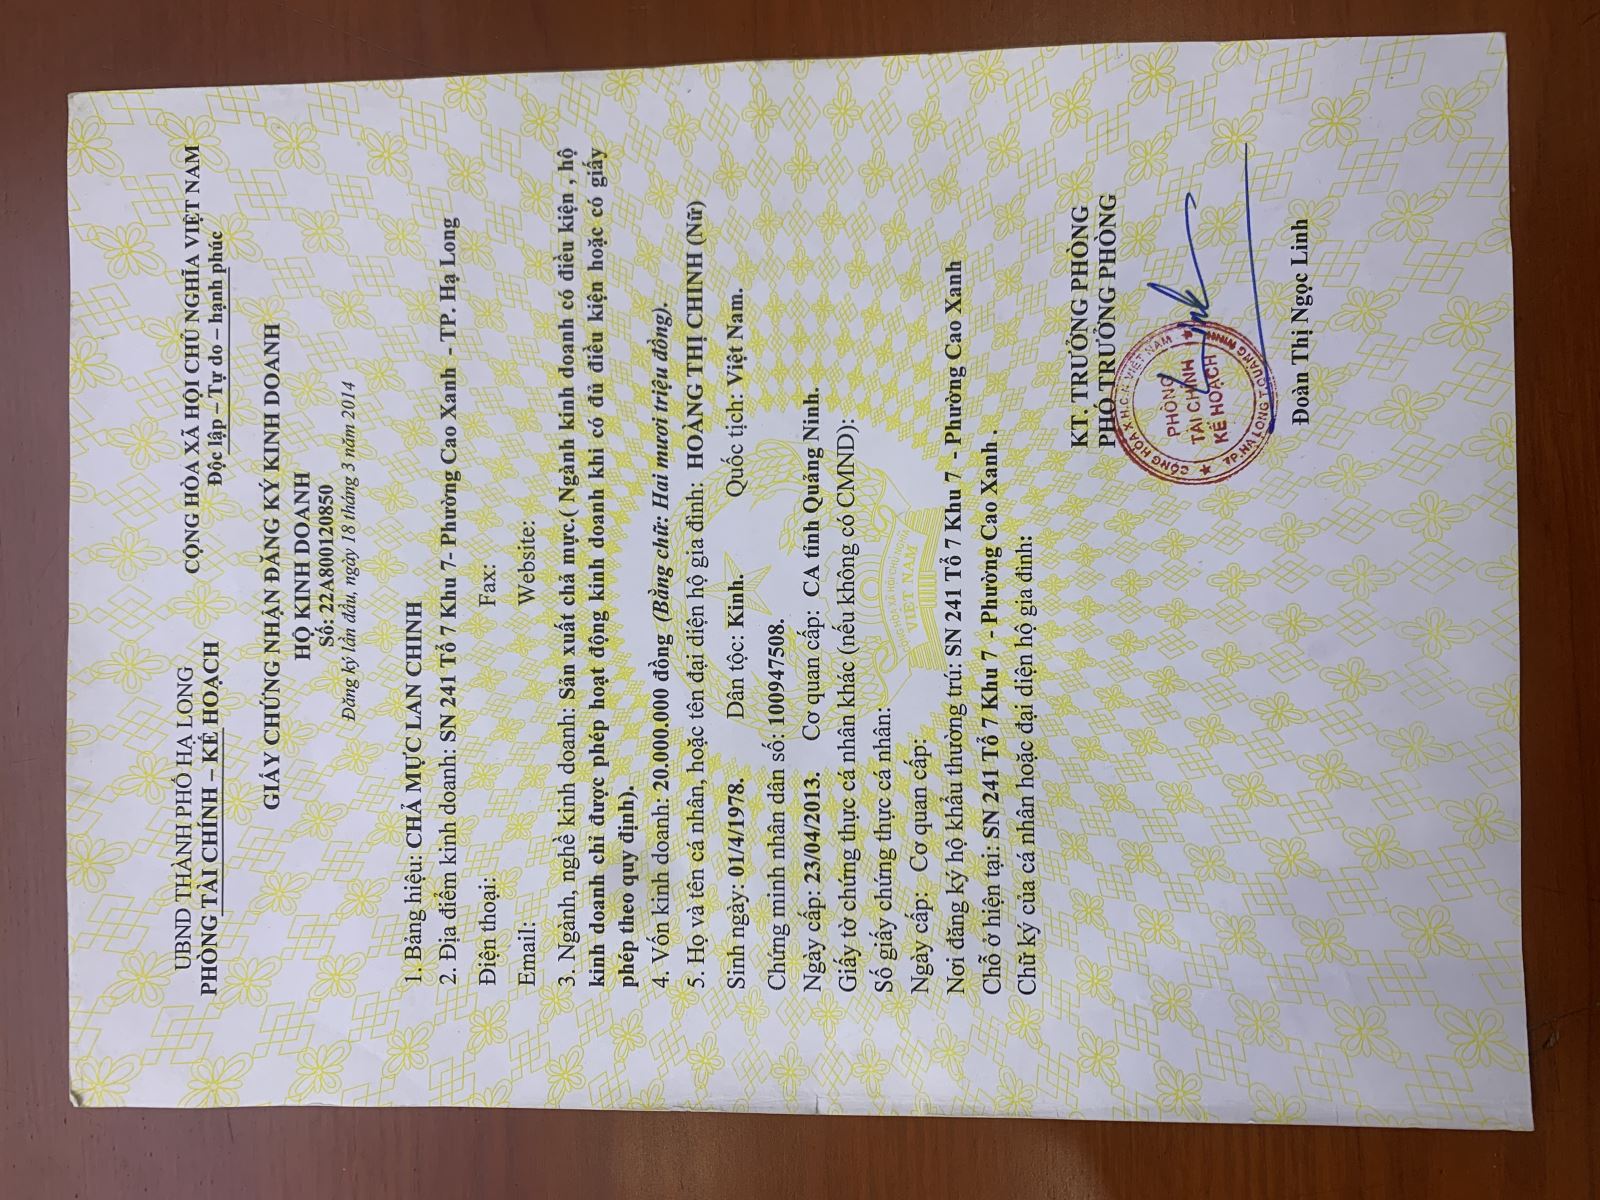 UBND THÀNH PHỐ HẠ LONG
PHÒNG TÀI CHÍNH – KẾ HOẠCH
CỘNG HÒA XÃ HỘI CHỦ NGHĨA VIỆT NAM
Độc lập – Tự do – hạnh phúc
GIẤY CHỨNG NHẬN ĐĂNG KÝ KINH DOANH
HỘ KINH DOANH
Số: 22A800120850
Đăng ký lần đầu, ngày 18 tháng 3 năm 2014
1. Bảng hiệu: CHẢ MỰC LAN CHINH
2. Địa điểm kinh doanh: SN 241 Tổ 7 Khu 7- Phường Cao Xanh - TP. Hạ Long
Điện thoại: Fax:
Email: Website:
3. Ngành, nghề kinh doanh: Sản xuất chả mực.( Ngành kinh doanh có điều kiện , hộ
kinh doanh chỉ được phép hoạt động kinh doanh khi có đủ điều kiện hoặc có giấy
phép theo quy định).
4. Vốn kinh doanh: 20.000.000 đồng (Bằng chữ: Hai mươi triệu đồng).
5. Họ và tên cá nhân, hoặc tên đại diện hộ gia đình: HOÀNG THỊ CHINH (Nữ)
Sinh ngày: 01/4/1978. Dân tộc: Kinh. Quốc tịch: Việt Nam.
Chứng minh nhân dân số: 100947508.
Ngày cấp: 23/04/2013. Cơ quan cấp: CA tỉnh Quảng Ninh.
Giấy tờ chứng thực cá nhân khác (nếu không có CMND):
Số giấy chứng thực cá nhân:
Ngày cấp: Cơ quan cấp:
Nơi đăng ký hộ khẩu thường trú: SN 241 Tổ 7 Khu 7 - Phường Cao Xanh
Chỗ ở hiện tại: SN 241 Tổ 7 Khu 7 - Phường Cao Xanh .
Chữ ký của cá nhân hoặc đại diện hộ gia đình:
KT. TRƯỞNG PHÒNG
PHÓ TRƯỞNG PHÒNG
CỘNG HÒA X.H.C.N VIỆT NAM
PHÒNG
TÀI CHÍNH
KẾ HOẠCH
TP.HẠ LONG T.QUẢNG NINH
Đoàn Thị Ngọc Linh
VIỆT NAM